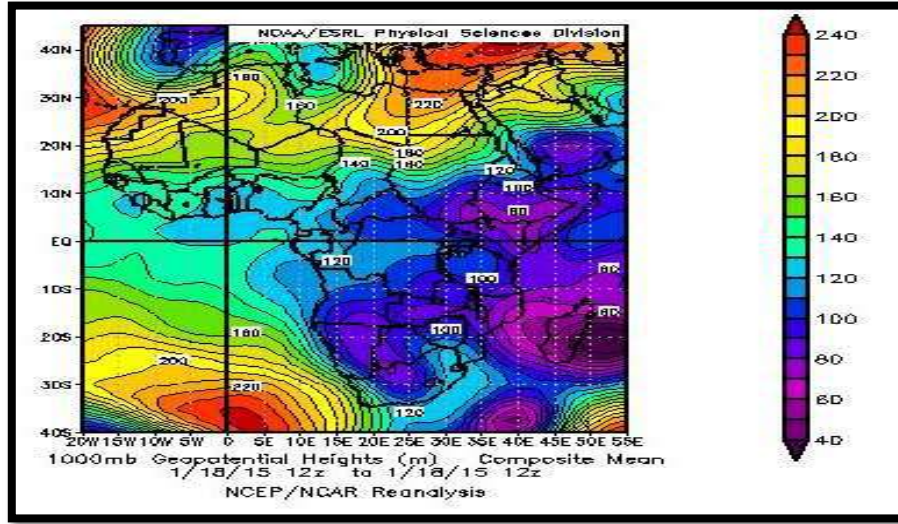 NOAA/ESRL Physical Sciences Division
40N
30N
20N
10N
EQ
10S
20S
30S
40S
20W 15W 10W 5W 0 5E 10E 15E 20E 25E 30E 35E 40E 45E 50E 55E
180
200
160
220
200
180
160
140
120
100
80
120
100
80
60
100
180
200
220
120
240
220
200
180
160
140
120
100
80
60
40
1000mb Geopotential Heights (m) Composite Mean
1/18/15 12z to 1/18/15 12z
NCEP/NCAR Reanalysis